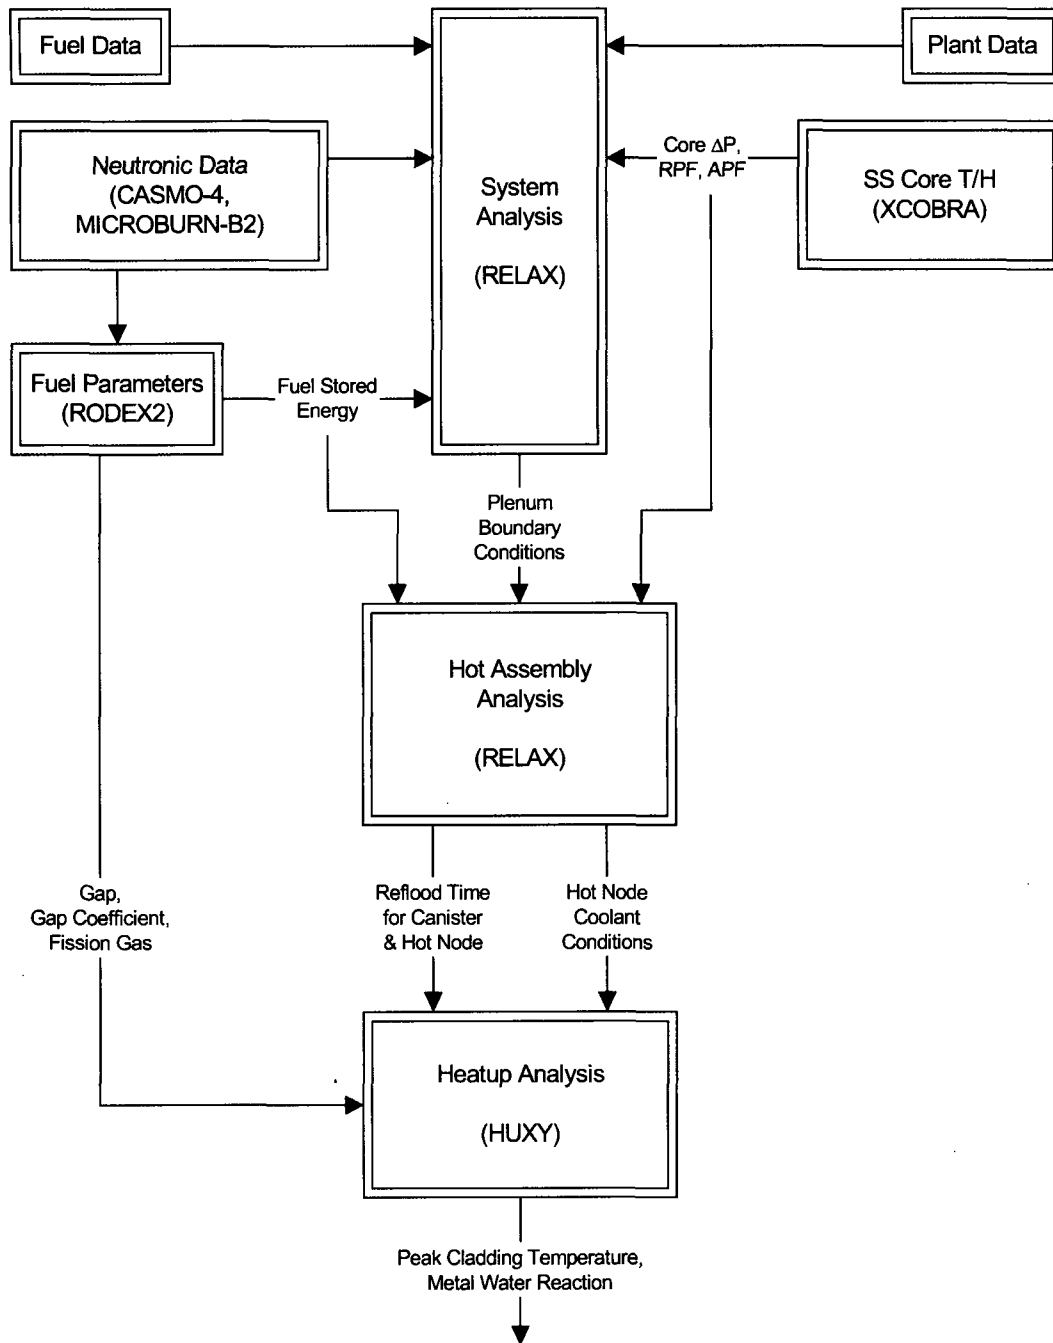 Fuel Data
Plant Data
Neutronic Data
(CASMO-4,
MICROBURN-B2)
System
Analysis
(RELAX)
Core ΔP,
RPF, APF
SS Core T/H
(XCOBRA)
Fuel Parameters
(RODEX2)
Fuel Stored
Energy
Plenum
Boundary
Conditions
Hot Assembly
Analysis
(RELAX)
Gap,
Gap Coefficient,
Fission Gas
Reflood Time
for Canister
& Hot Node
Hot Node
Coolant
Conditions
Heatup Analysis
(HUXY)
Peak Cladding Temperature,
Metal Water Reaction